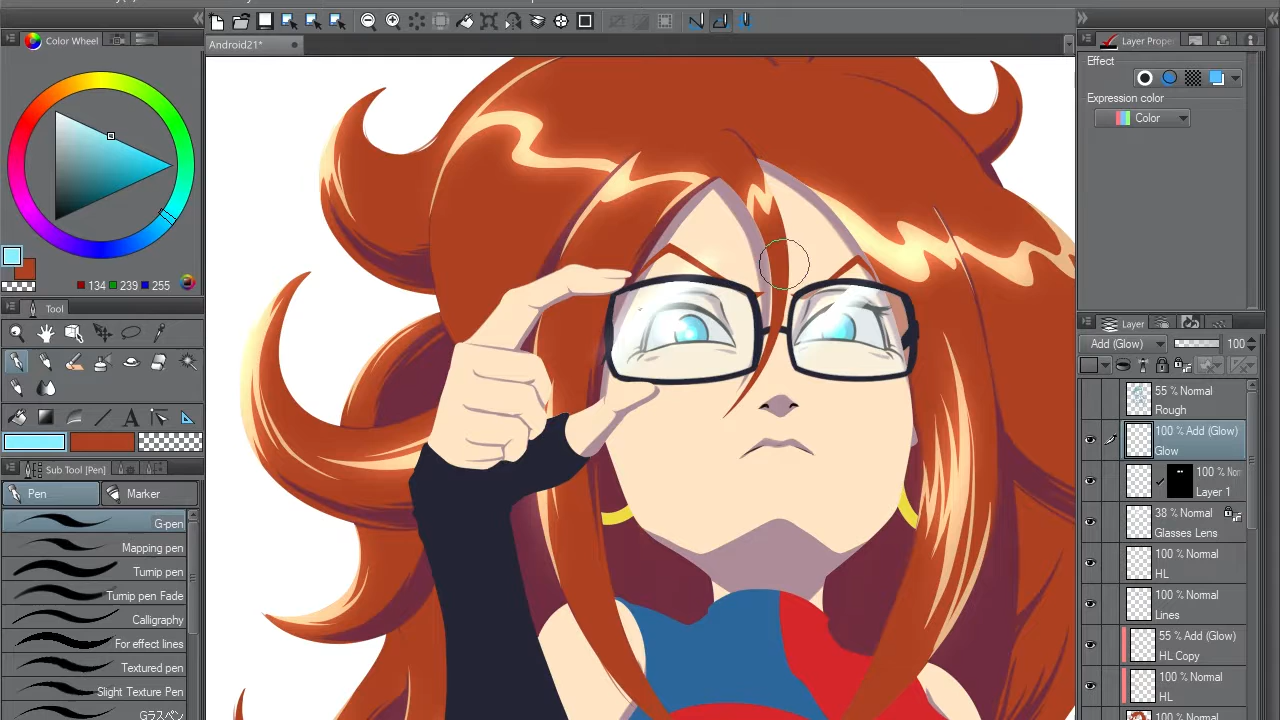 Android21*
Color Wheel
134 239 255
Tool
Sub Tool [Pen]
Pen
Marker
G-pen
Mapping pen
Turnip pen
Turnip pen Fade
Calligraphy
For effect lines
Textured pen
Slight Texture Pen
Gラスペン
Layer Proper
Effect
Expression color
Color
Layer
Add (Glow)
100
55 % Normal
Rough
100 % Add (Glow)
Glow
100 % Nor
Layer 1
38 % Normal
Glasses Lens
100 % Normal
HL
100 % Normal
Lines
55 % Add (Glow)
HL Copy
100 % Normal
HL
100 % Normal